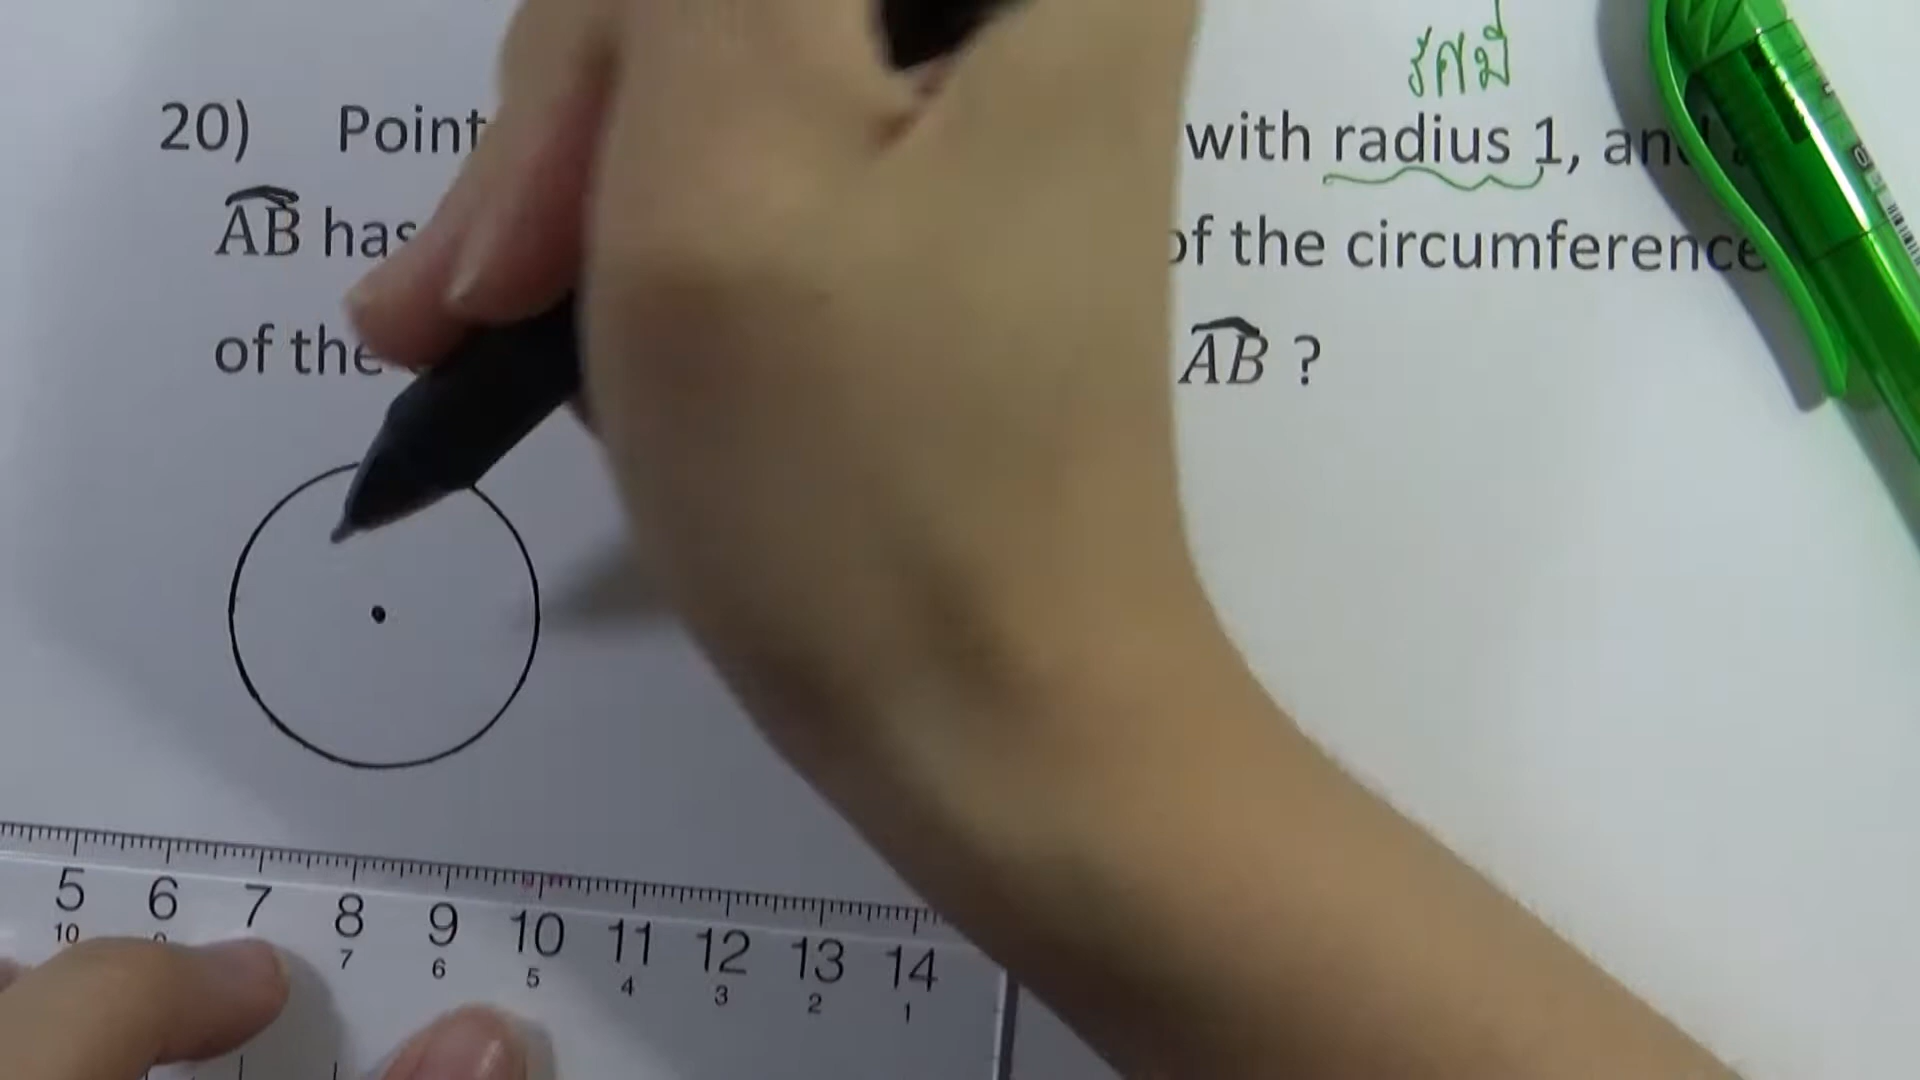 รัศมี
20) Point with radius 1,
AB has of the circumference
of the AB ?
5 6 7 8 9 10 11 12 13 14
10 7 6 5 4 3 2 1